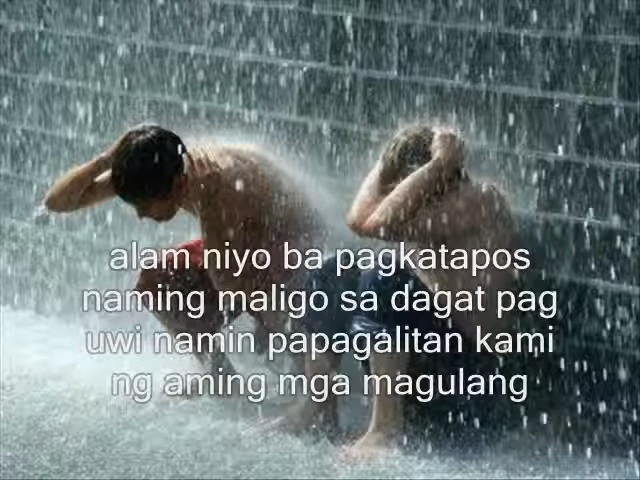 alam niyo ba pagkatapos
naming maligo sa dagat pag
uwi namin papagalitan kami
ng aming mga magulang